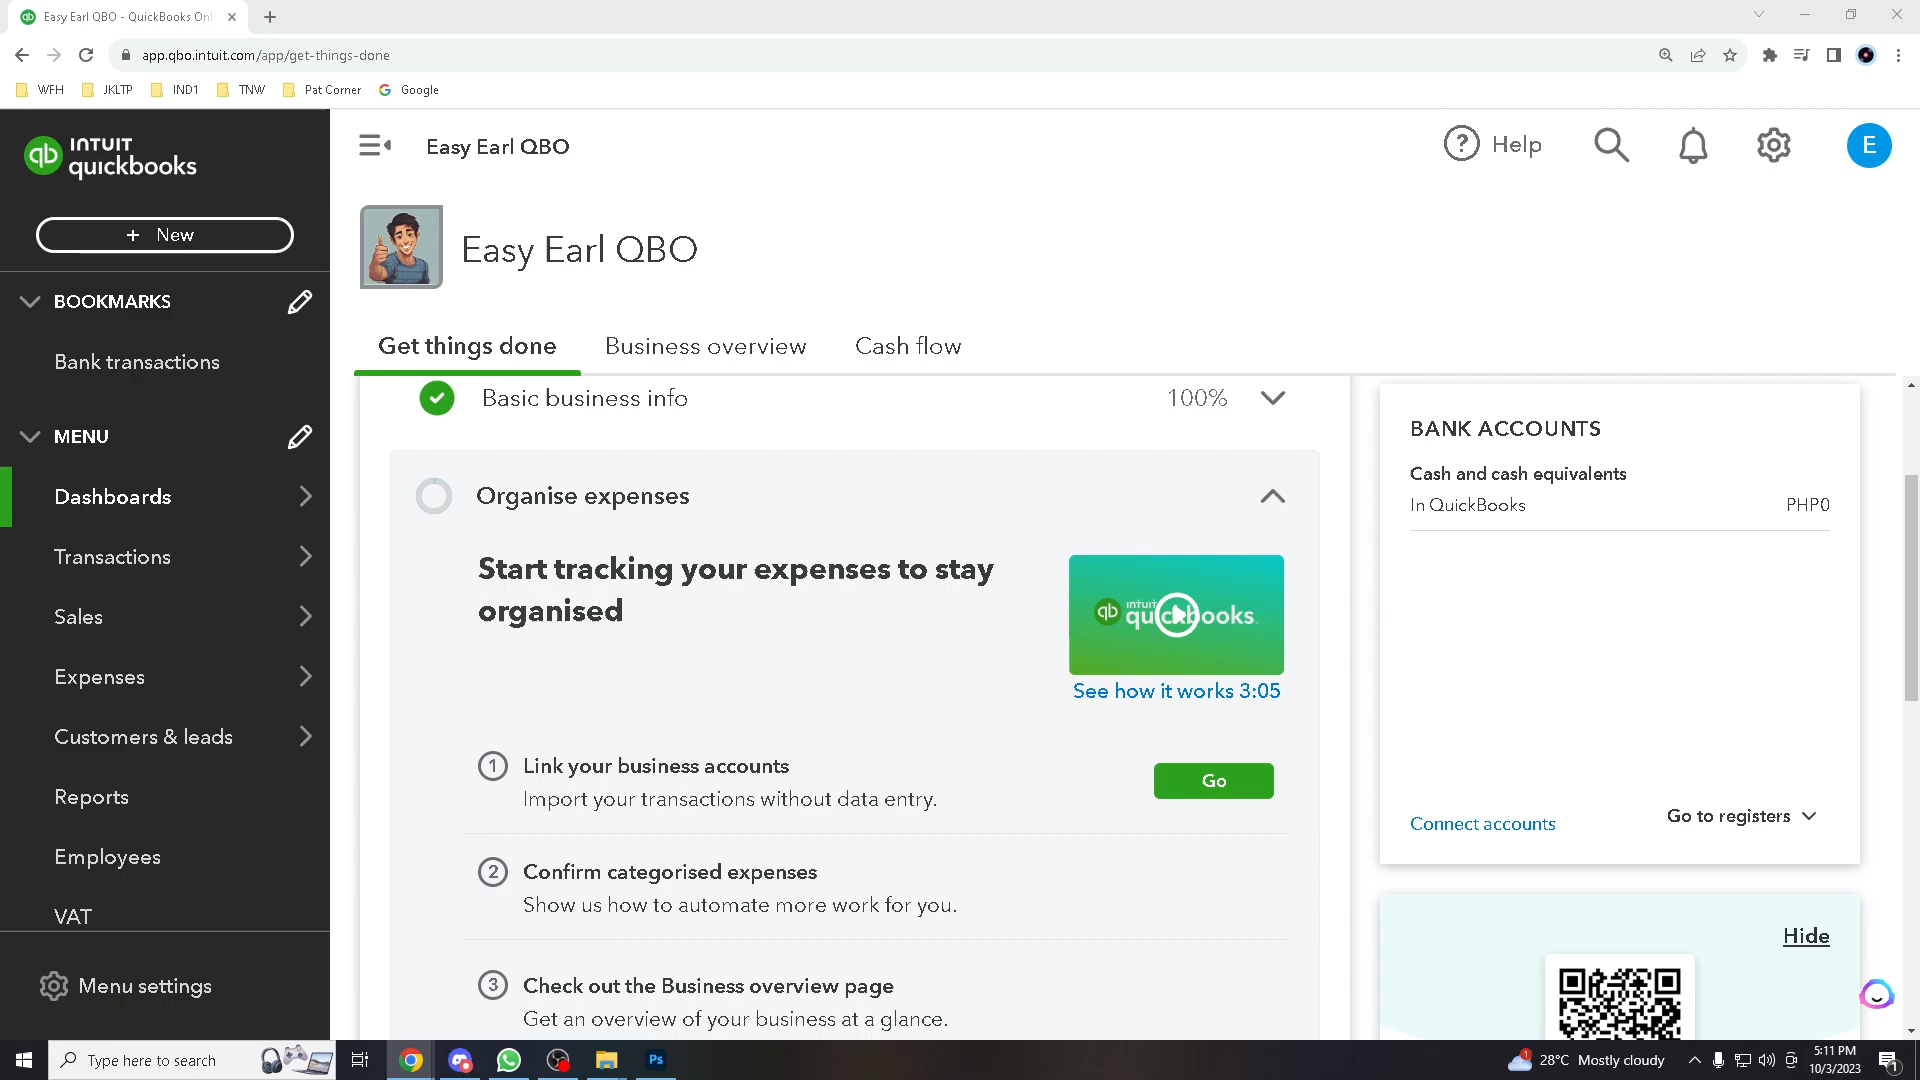 Easy Earl QBO - QuickBooks Onl
app.qbo.intuit.com/app/get-things-done
WFH
JKLTP
IND1
TNW
Pat Corner
Google
INTUIT
quickbooks
+ New
BOOKMARKS
Bank transactions
MENU
Dashboards
Transactions
Sales
Expenses
Customers & leads
Reports
Employees
VAT
Menu settings
Easy Earl QBO
? Help
E
Easy Earl QBO
Get things done
Business overview
Cash flow
Basic business info
100%
Organise expenses
Start tracking your expenses to stay
organised
qb INTUIT
quickbooks.
See how it works 3:05
1 Link your business accounts
Import your transactions without data entry.
Go
2 Confirm categorised expenses
Show us how to automate more work for you.
3 Check out the Business overview page
Get an overview of your business at a glance.
BANK ACCOUNTS
Cash and cash equivalents
In QuickBooks
PHP0
Connect accounts
Go to registers
Hide
Type here to search
Ps
1
28°C Mostly cloudy
5:11 PM
10/3/2023
1